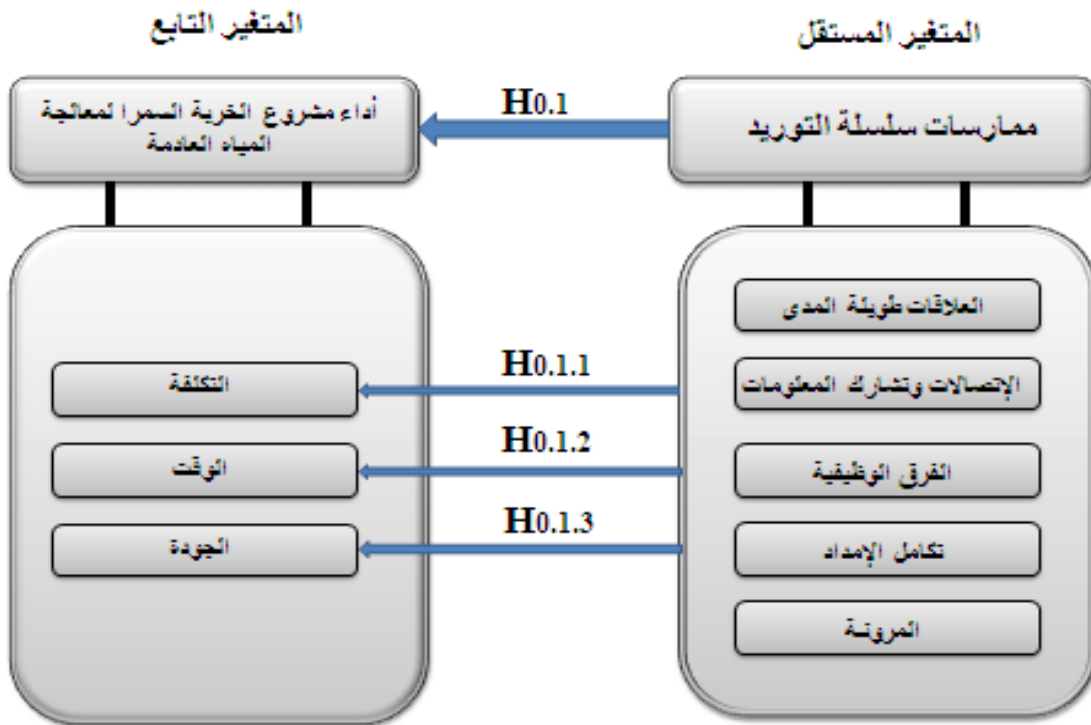 المتغير المستقل
المتغير التابع
ممارسات سلسلة التوريد
H0.1
أداء مشروع الخربة السمرا لمعالجة
المياه العادمة
العلاقات طويلة المدى
الإتصالات وتشارك المعلومات
الفرق الوظيفية
تكامل الإمداد
المرونة
H0.1.1
H0.1.2
H0.1.3
التكلفة
الوقت
الجودة